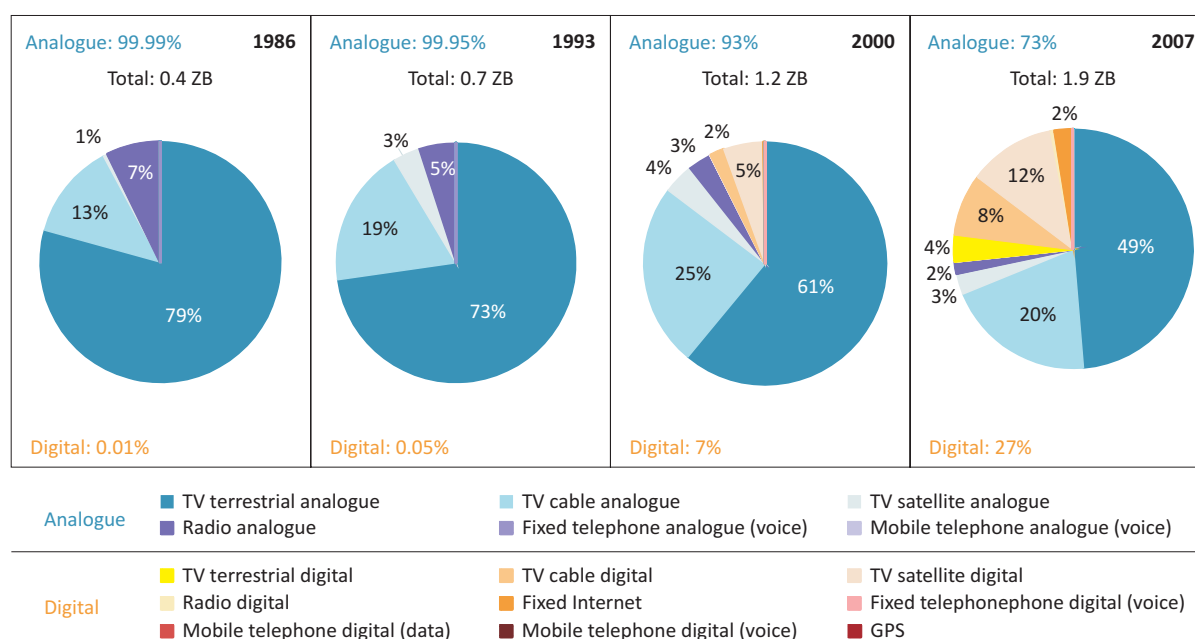 Analogue: 99.99% 1986
Total: 0.4 ZB
1%
7%
13%
79%
Digital: 0.01%
Analogue: 99.95% 1993
Total: 0.7 ZB
3%
5%
19%
73%
Digital: 0.05%
Analogue: 93% 2000
Total: 1.2 ZB
2%
3%
4%
5%
25%
61%
Digital: 7%
Analogue: 73% 2007
Total: 1.9 ZB
2%
12%
8%
4%
49%
2%
3%
20%
Digital: 27%
Analogue
TV terrestrial analogue TV cable analogue TV satellite analogue
Radio analogue Fixed telephone analogue (voice) Mobile telephone analogue (voice)
Digital
TV terrestrial digital TV cable digital TV satellite digital
Radio digital Fixed Internet Fixed telephonephone digital (voice)
Mobile telephone digital (data) Mobile telephone digital (voice) GPS